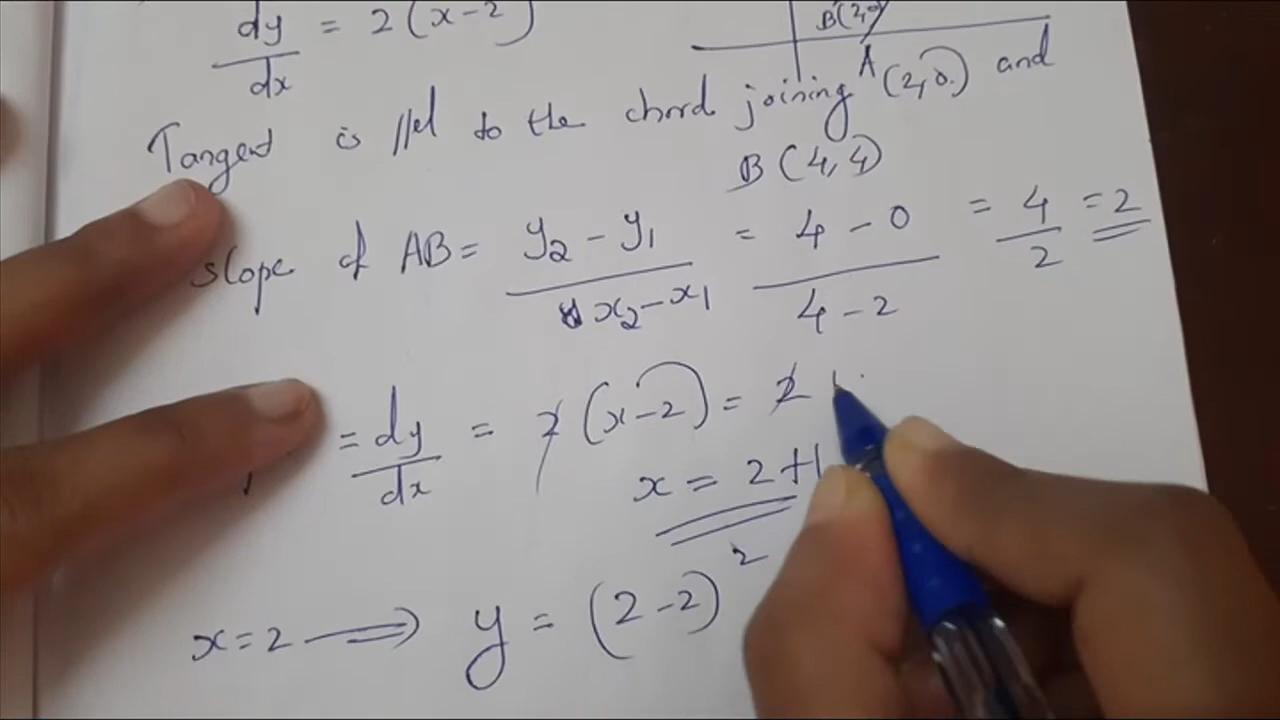 dy/dx = 2(x-2)
B(2,0)
Tangent is //el to the chord joining A(2,0) and
B(4,4)
slope of AB = y₂-y₁/x₂-x₁ = 4-0/4-2 = 4/2 = 2
= dy/dx = 2(x-2) = 2
x = 2+1
x=2 ⟹ y = (2-2)²